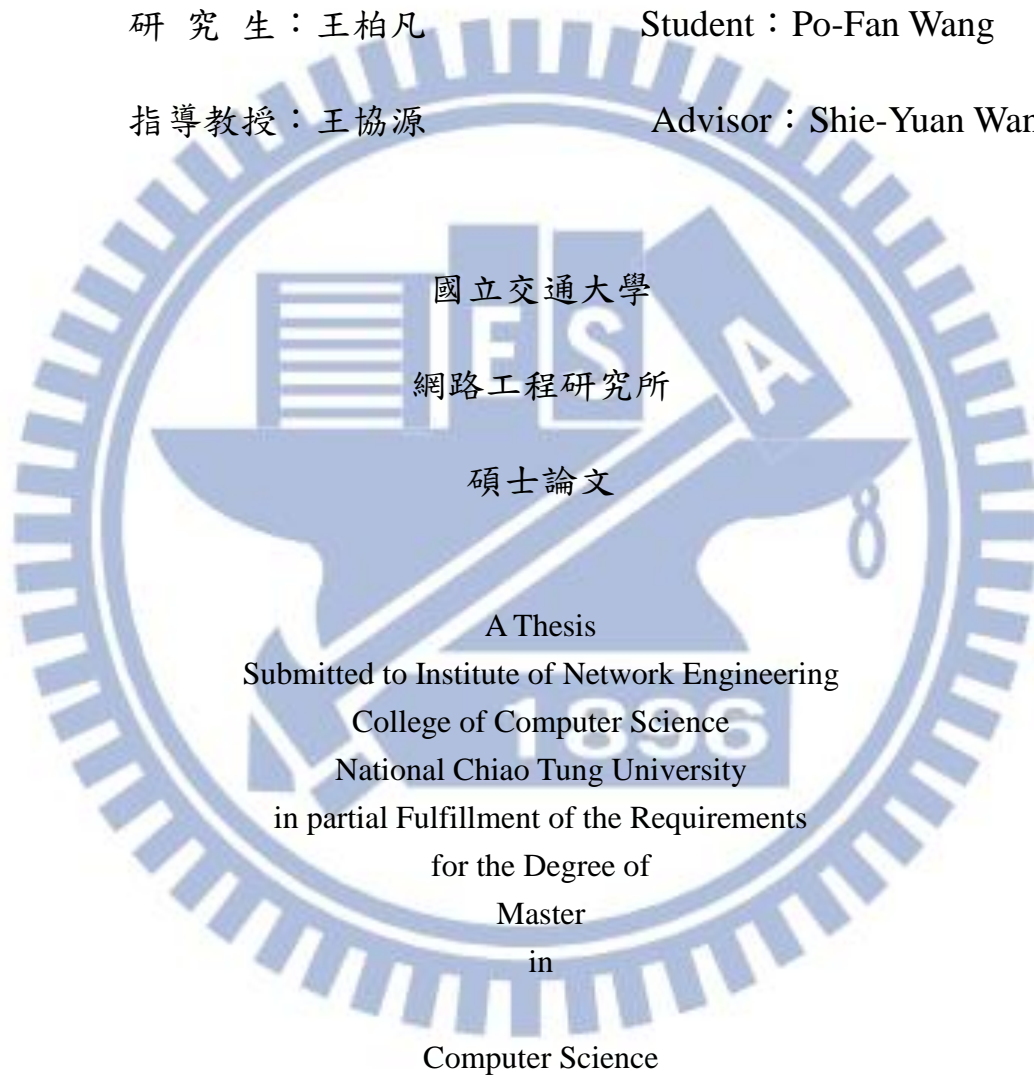 研 究 生：王柏凡 Student：Po-Fan Wang
指導教授：王協源 Advisor：Shie-Yuan Wan
國立交通大學
E S A
網路工程研究所
碩士論文
A Thesis
Submitted to Institute of Network Engineering
College of Computer Science
1896
National Chiao Tung University
in partial Fulfillment of the Requirements
for the Degree of
Master
in
Computer Science